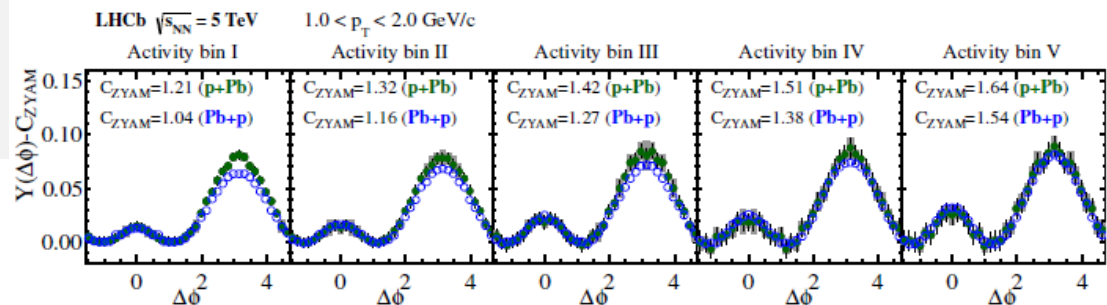 LHCb √s_NN = 5 TeV 1.0 < p_T < 2.0 GeV/c
Activity bin I Activity bin II Activity bin III Activity bin IV Activity bin V
Y(Δϕ)-C_ZYAM
0.15
0.10
0.05
0.00
C_ZYAM=1.21 (p+Pb)
C_ZYAM=1.04 (Pb+p)
C_ZYAM=1.32 (p+Pb)
C_ZYAM=1.16 (Pb+p)
C_ZYAM=1.42 (p+Pb)
C_ZYAM=1.27 (Pb+p)
C_ZYAM=1.51 (p+Pb)
C_ZYAM=1.38 (Pb+p)
C_ZYAM=1.64 (p+Pb)
C_ZYAM=1.54 (Pb+p)
0 2 4 0 2 4 0 2 4 0 2 4 0 2 4
Δϕ Δϕ Δϕ Δϕ Δϕ